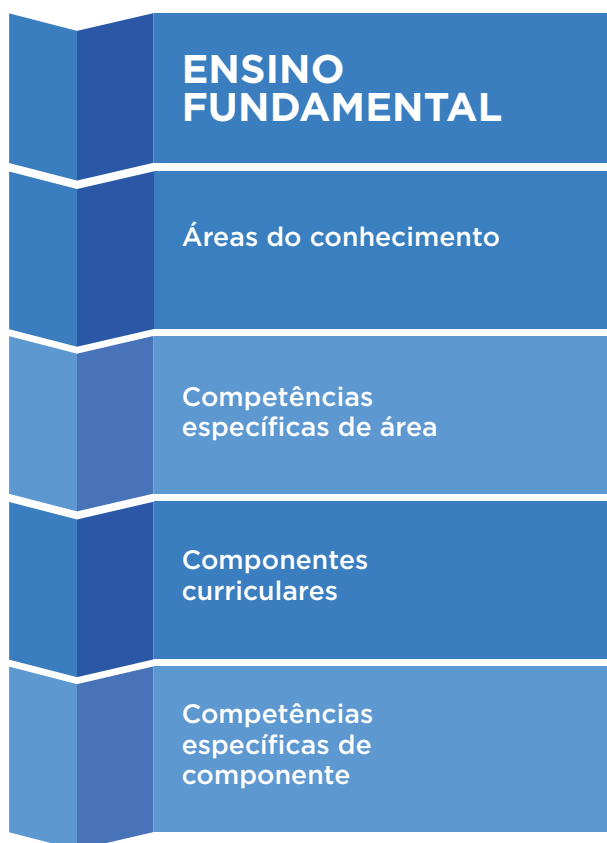 ENSINO
FUNDAMENTAL
Áreas do conhecimento
Competências
específicas de área
Componentes
curriculares
Competências
específicas de
componente